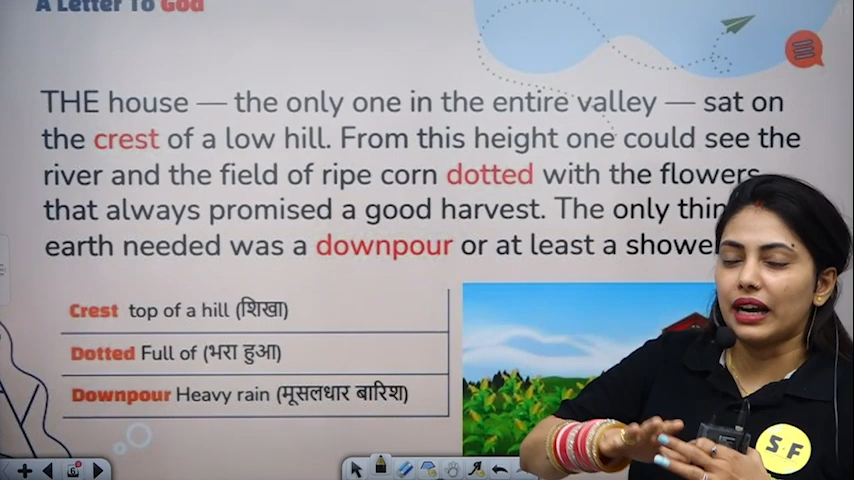 A Letter To God
THE house — the only one in the entire valley — sat on
the crest of a low hill. From this height one could see the
river and the field of ripe corn dotted with the flowers
that always promised a good harvest. The only
earth needed was a downpour or at least a
Crest top of a hill (शिखा)
Dotted Full of (भरा हुआ)
Downpour Heavy rain (मूसलधार बारिश)
6
S F